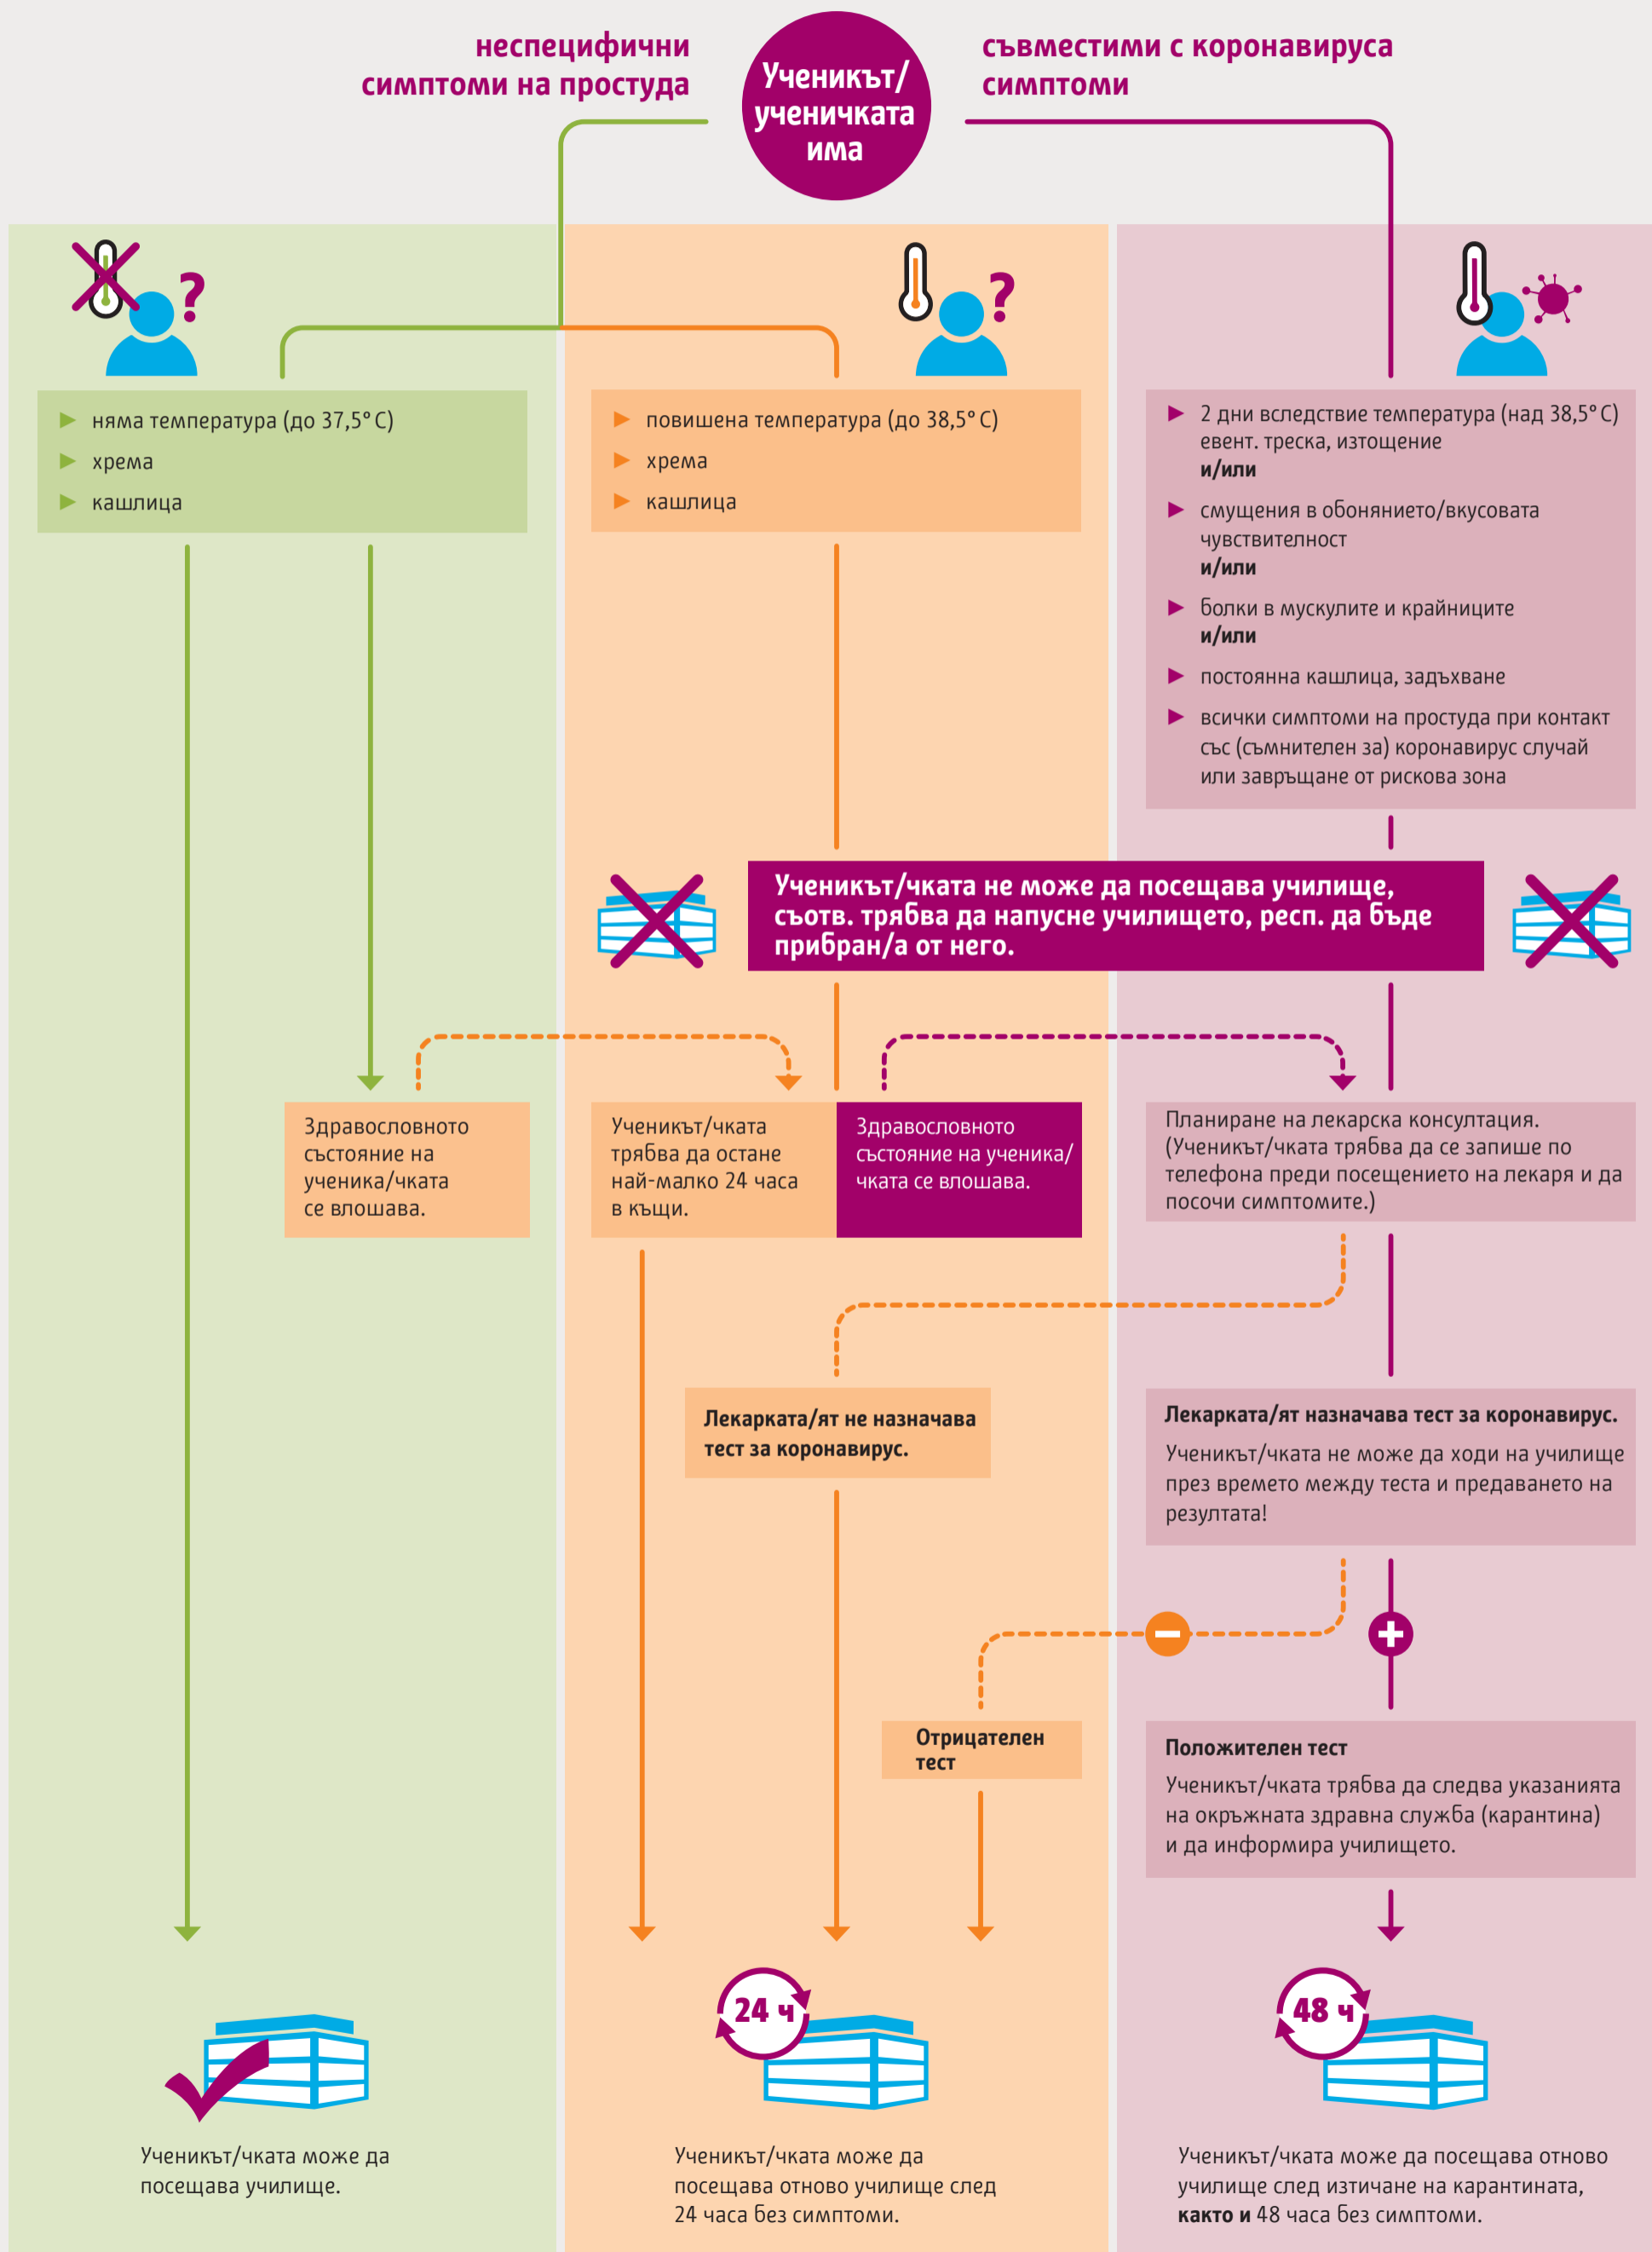 неспецифични
симптоми на простуда
Ученикът/
ученичката
има
съвместими с коронавируса
симптоми
?
?
няма температура (до 37,5° C)
хрема
кашлица
повишена температура (до 38,5° C)
хрема
кашлица
2 дни вследствие температура (над 38,5° C)
евент. треска, изтощение
и/или
смущения в обонянието/вкусовата
чувствителност
и/или
болки в мускулите и крайниците
и/или
постоянна кашлица, задъхване
всички симптоми на простуда при контакт
със (съмнителен за) коронавирус случай
или завръщане от рискова зона
Ученикът/чката не може да посещава училище,
съотв. трябва да напусне училището, респ. да бъде
прибран/а от него.
Здравословното
състояние на
ученика/чката
се влошава.
Ученикът/чката
трябва да остане
най-малко 24 часа
в къщи.
Здравословното
състояние на ученика/
чката се влошава.
Планиране на лекарска консултация.
(Ученикът/чката трябва да се запише по
телефона преди посещението на лекаря и да
посочи симптомите.)
Лекарката/ят не назначава
тест за коронавирус.
Лекарката/ят назначава тест за коронавирус.
Ученикът/чката не може да ходи на училище
през времето между теста и предаването на
резултата!
Отрицателен
тест
Положителен тест
Ученикът/чката трябва да следва указанията
на окръжната здравна служба (карантина)
и да информира училището.
24 ч
48 ч
Ученикът/чката може да
посещава училище.
Ученикът/чката може да
посещава отново училище след
24 часа без симптоми.
Ученикът/чката може да посещава отново
училище след изтичане на карантината,
както и 48 часа без симптоми.